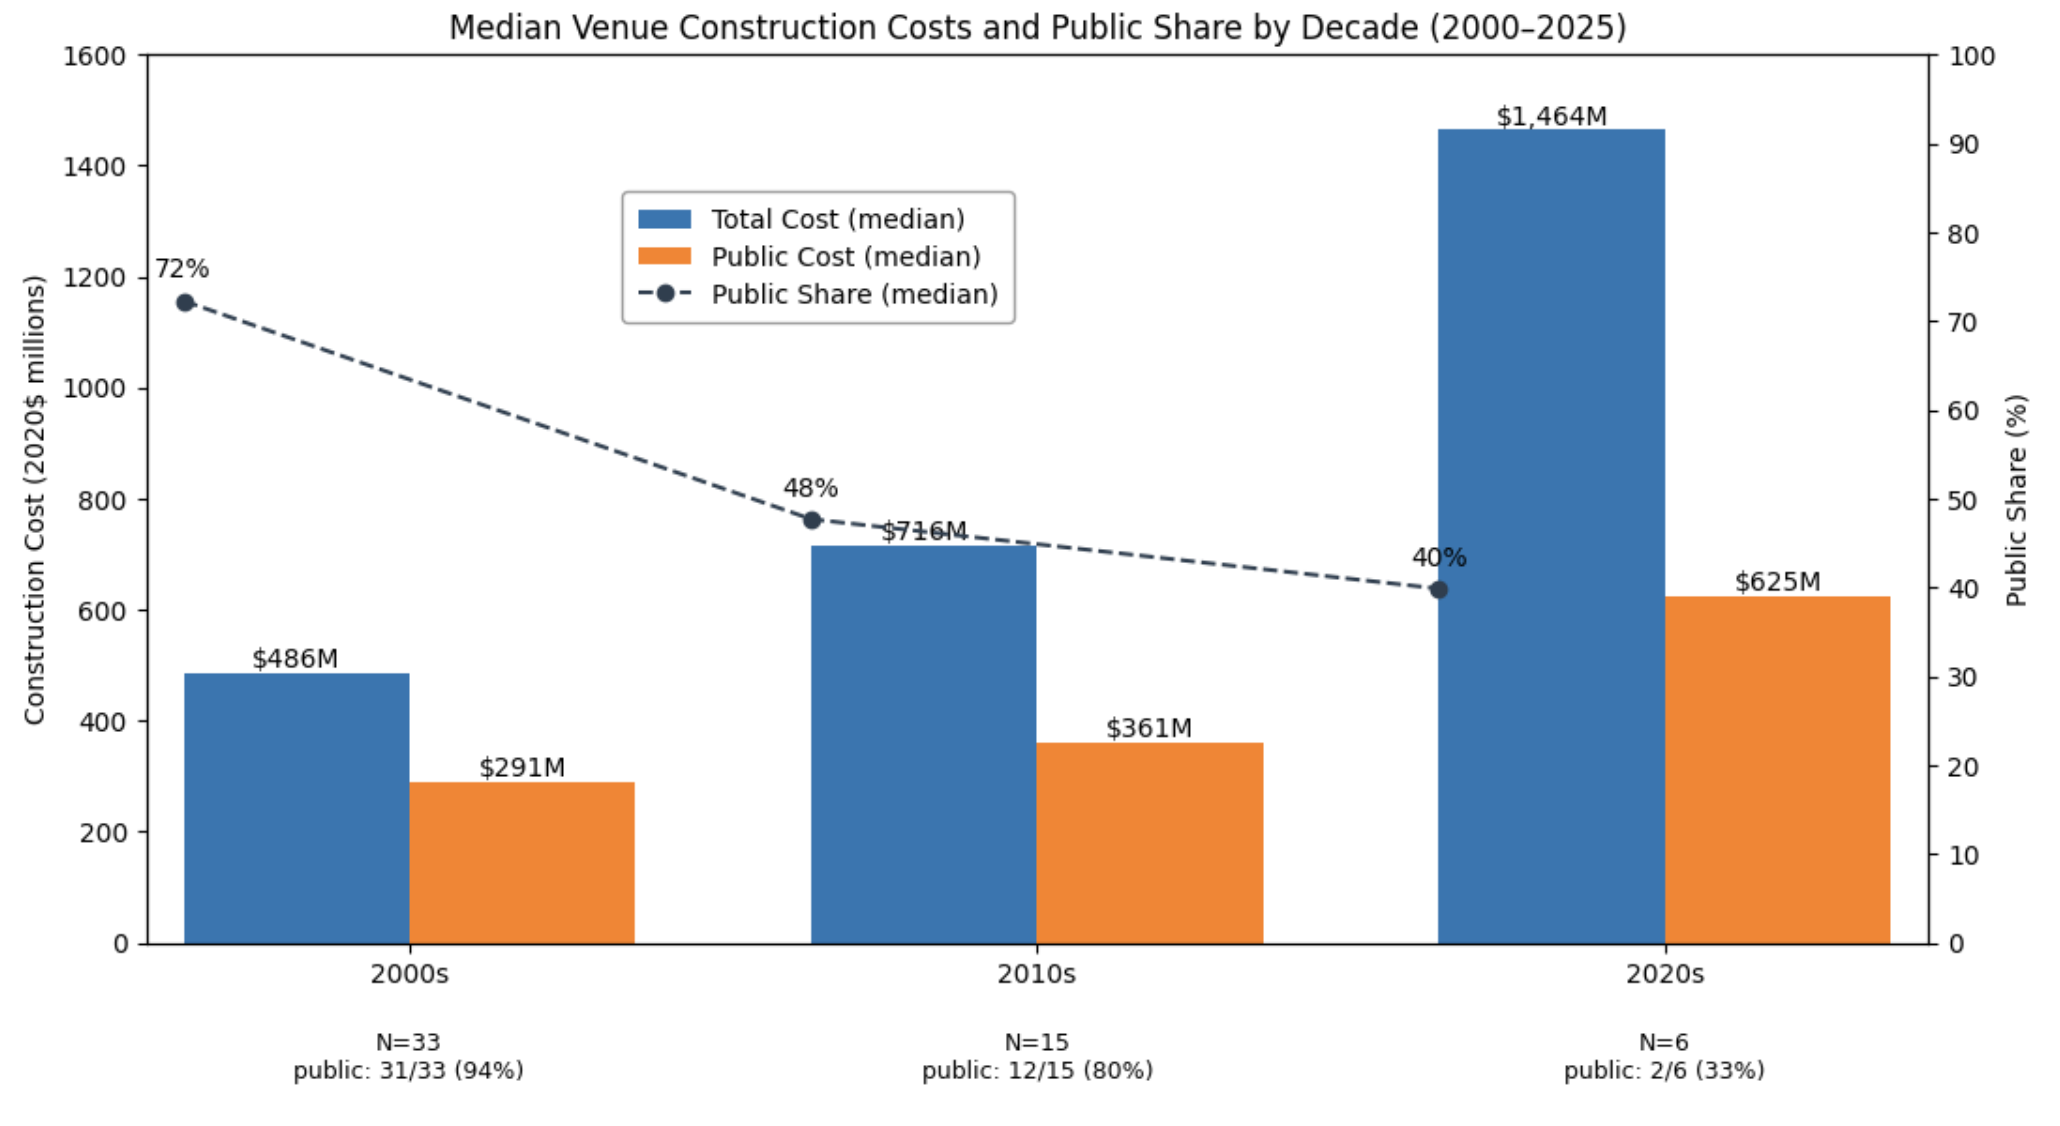 Median Venue Construction Costs and Public Share by Decade (2000–2025)
Construction Cost (2020$ millions)
1600
1400
1200
1000
800
600
400
200
0
Public Share (%)
100
90
80
70
60
50
40
30
20
10
0
Total Cost (median)
Public Cost (median)
Public Share (median)
72%
48%
40%
$486M
$291M
$716M
$361M
$1,464M
$625M
2000s
2010s
2020s
N=33
public: 31/33 (94%)
N=15
public: 12/15 (80%)
N=6
public: 2/6 (33%)